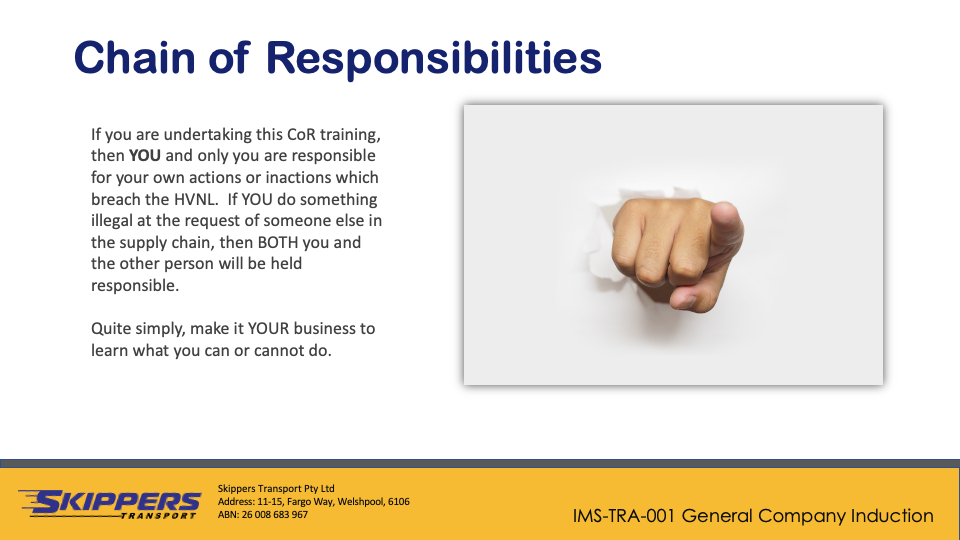 Chain of Responsibilities
If you are undertaking this CoR training,
then YOU and only you are responsible
for your own actions or inactions which
breach the HVNL.  If YOU do something
illegal at the request of someone else in
the supply chain, then BOTH you and
the other person will be held
responsible.
Quite simply, make it YOUR business to
learn what you can or cannot do.
SKIPPERS
TRANSPORT
Skippers Transport Pty Ltd
Address: 11-15, Fargo Way, Welshpool, 6106
ABN: 26 008 683 967
IMS-TRA-001 General Company Induction